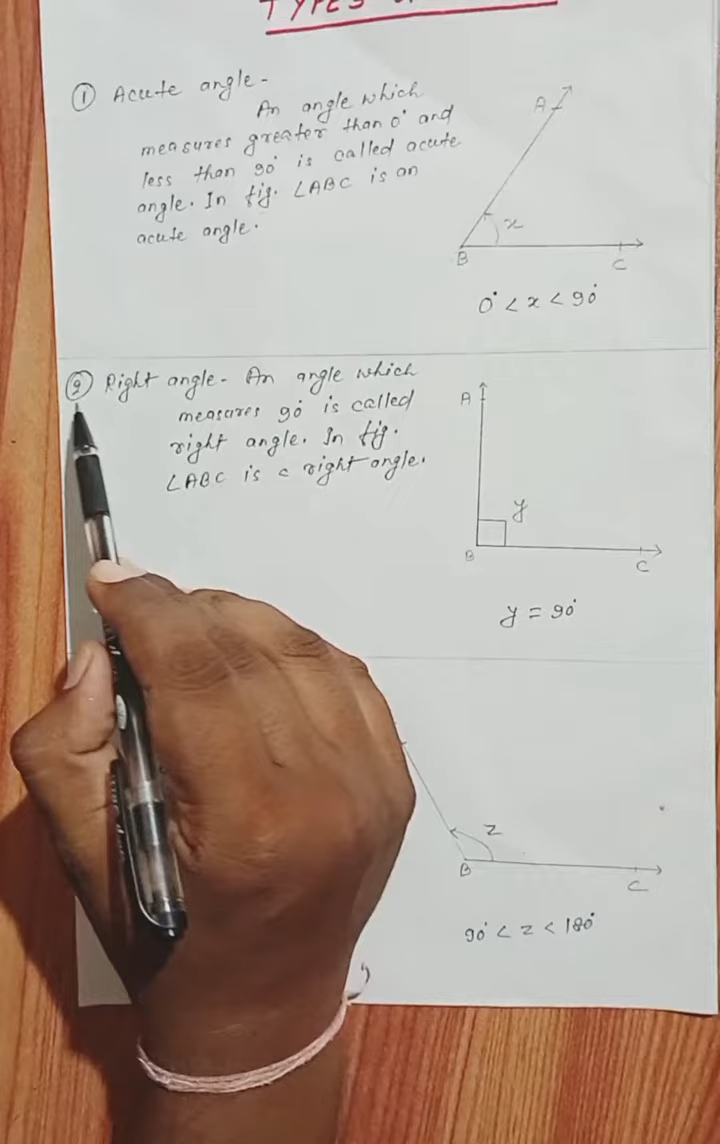 TYPES
① Acute angle -
An angle which
measures greater than 0° and
less than 90° is called acute
angle. In fig. ∠ABC is an
acute angle.
A
x
B
C
0° < x < 90°
② Right angle - An angle which
measures 90° is called
right angle. In fig.
∠ABC is a right angle.
A
y
B
C
y = 90°
z
B
C
90° < z < 180°